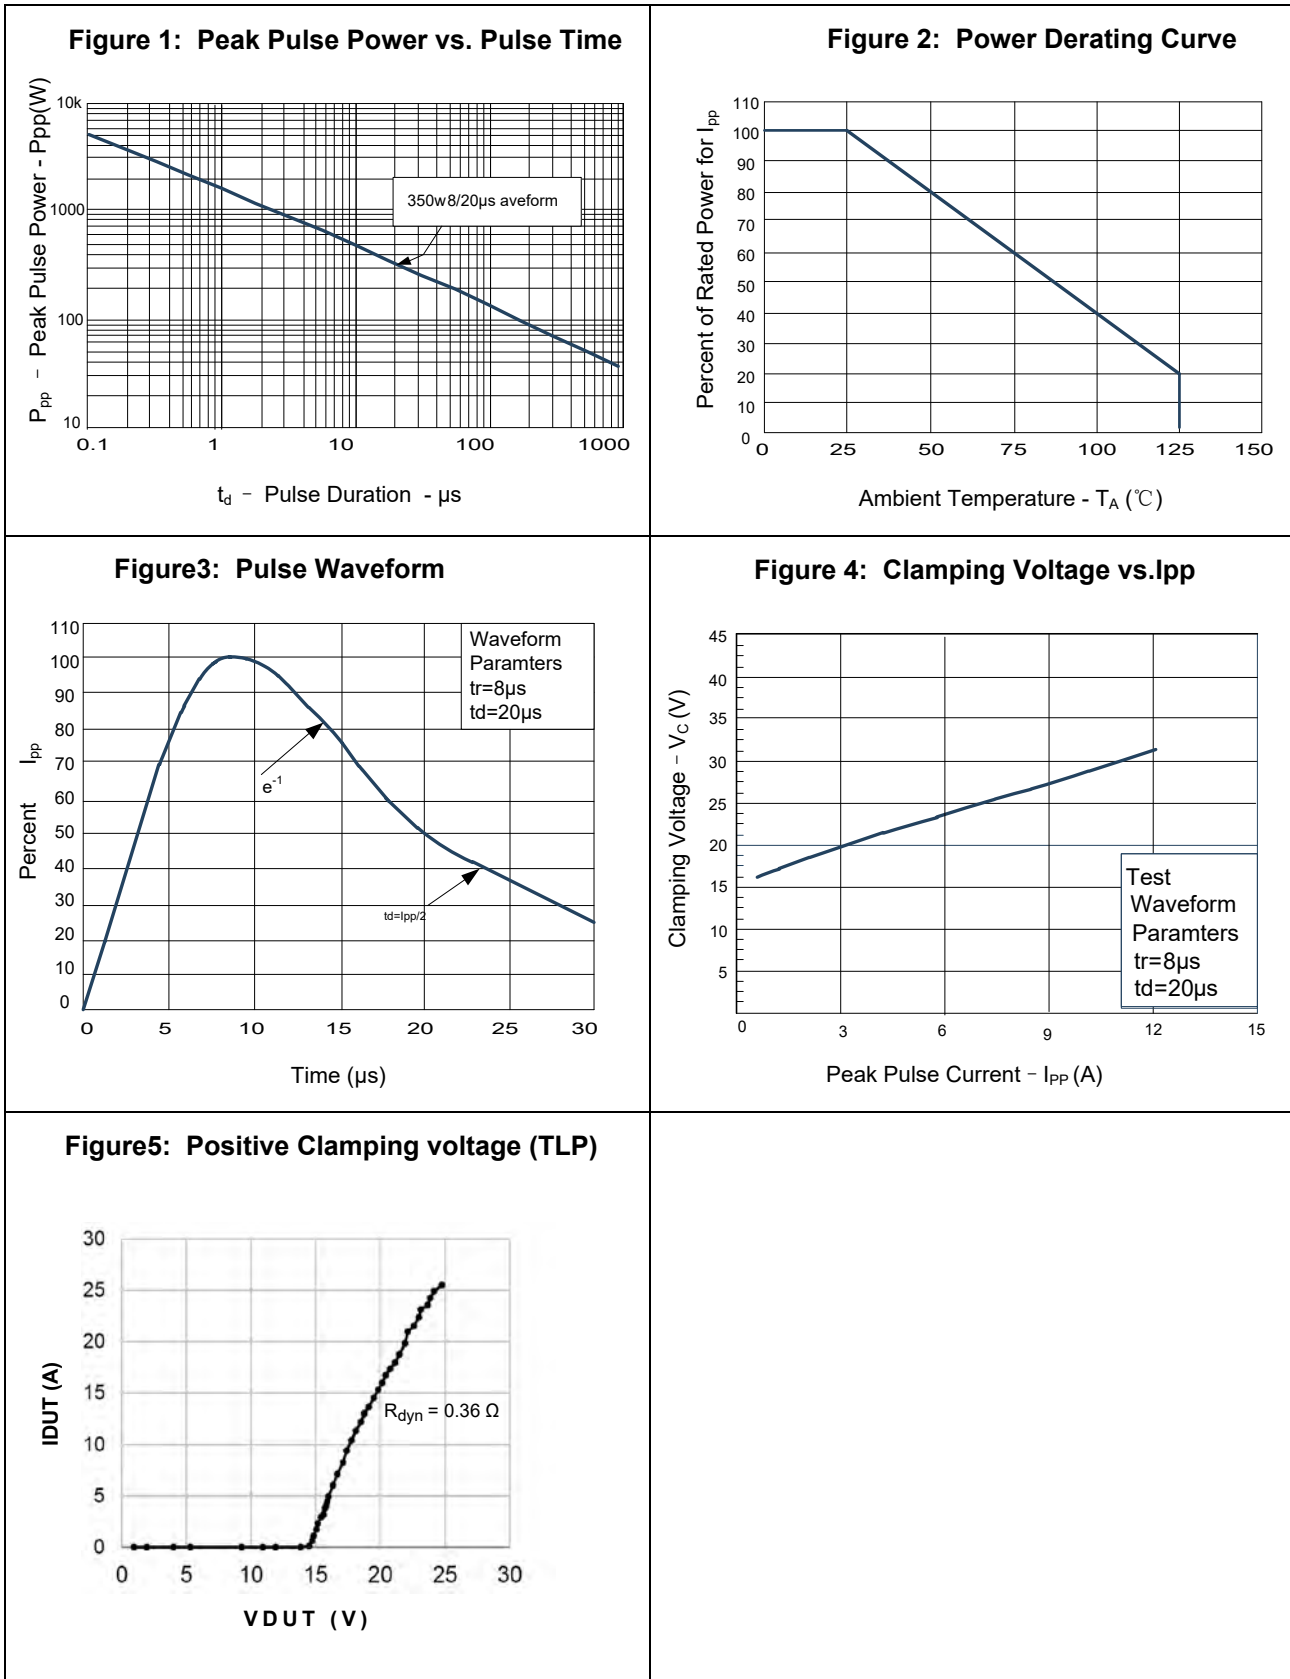 Figure 1: Peak Pulse Power vs. Pulse Time
Ppp – Peak Pulse Power - Ppp(W)
10k
1000
100
10
350w8/20µs aveform
0.1 1 10 100 1000
td – Pulse Duration - µs
Figure 2: Power Derating Curve
Percent of Rated Power for Ipp
110
100
90
80
70
60
50
40
30
20
10
0
0 25 50 75 100 125 150
Ambient Temperature - TA (℃)
Figure3: Pulse Waveform
Percent Ipp
110
100
90
80
70
60
50
40
30
20
10
0
Waveform
Paramters
tr=8µs
td=20µs
e-1
td=Ipp/2
0 5 10 15 20 25 30
Time (µs)
Figure 4: Clamping Voltage vs.Ipp
Clamping Voltage – VC (V)
45
40
35
30
25
20
15
10
5
Test
Waveform
Paramters
tr=8µs
td=20µs
0 3 6 9 12 15
Peak Pulse Current – IPP (A)
Figure5: Positive Clamping voltage (TLP)
IDUT (A)
30
25
20
15
10
5
0
Rdyn = 0.36 Ω
0 5 10 15 20 25 30
VDUT (V)